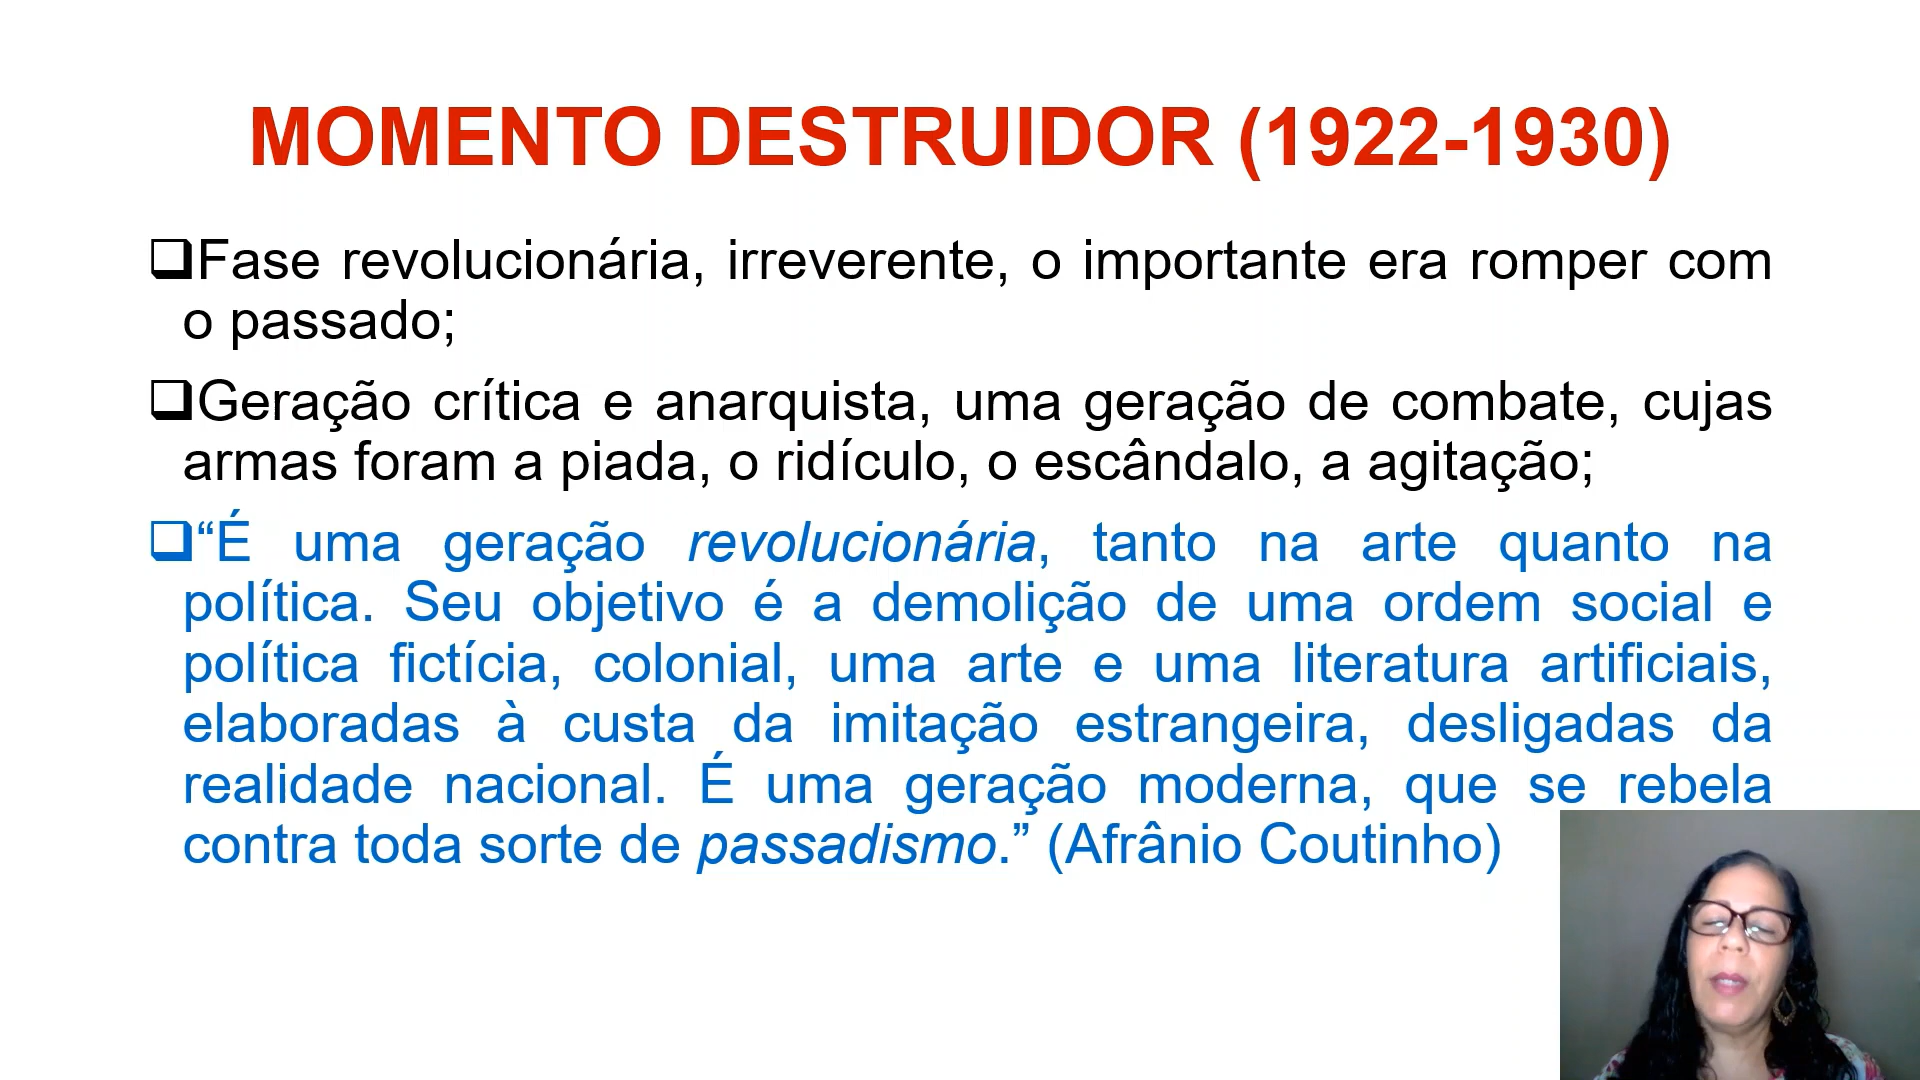 MOMENTO DESTRUIDOR (1922-1930)
❑Fase revolucionária, irreverente, o importante era romper com
o passado;
❑Geração crítica e anarquista, uma geração de combate, cujas
armas foram a piada, o ridículo, o escândalo, a agitação;
❑“É uma geração revolucionária, tanto na arte quanto na
política. Seu objetivo é a demolição de uma ordem social e
política fictícia, colonial, uma arte e uma literatura artificiais,
elaboradas à custa da imitação estrangeira, desligadas da
realidade nacional. É uma geração moderna, que se rebela
contra toda sorte de passadismo.” (Afrânio Coutinho)